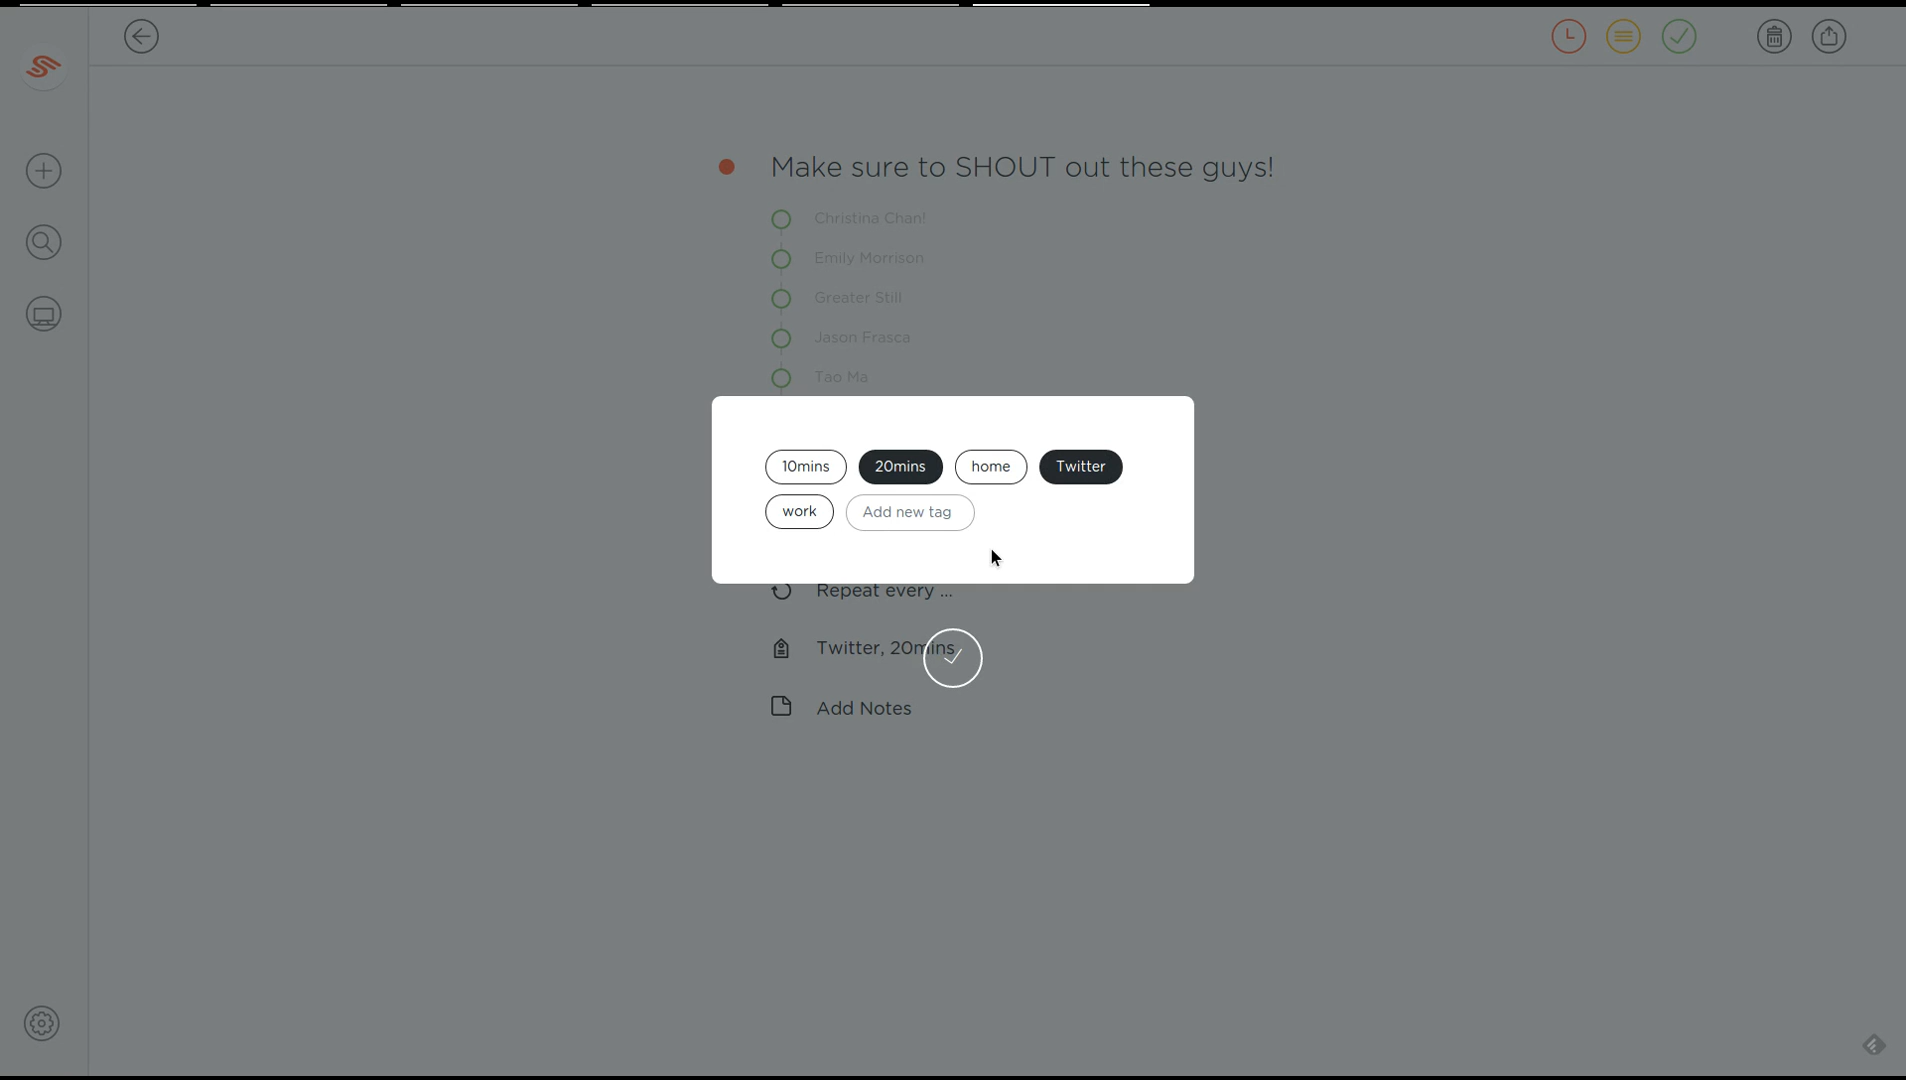 Make sure to SHOUT out these guys!
Christina Chan!
Emily Morrison
Greater Still
Jason Frasca
Tao Ma
10mins 20mins home Twitter
work Add new tag
Repeat every ...
Twitter, 20mins
Add Notes